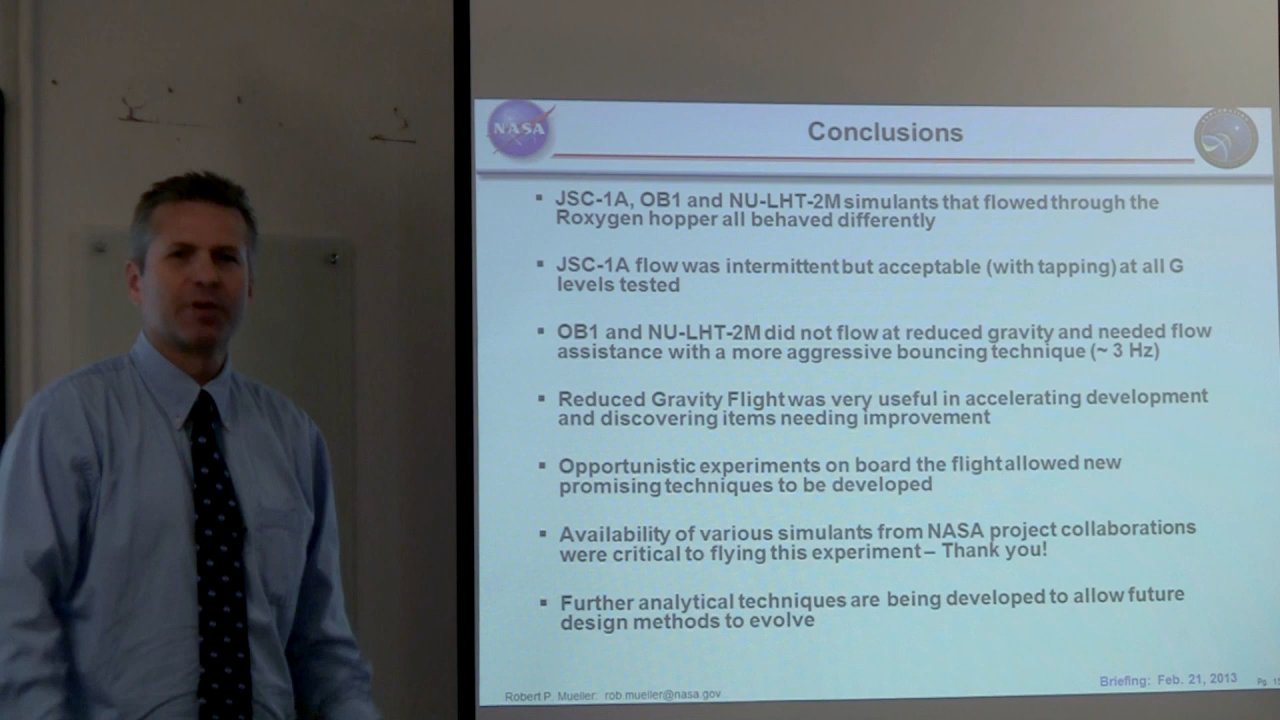 NASA
Conclusions
▪ JSC-1A, OB1 and NU-LHT-2M simulants that flowed through the
Roxygen hopper all behaved differently
▪ JSC-1A flow was intermittent but acceptable (with tapping) at all G
levels tested
▪ OB1 and NU-LHT-2M did not flow at reduced gravity and needed flow
assistance with a more aggressive bouncing technique (~ 3 Hz)
▪ Reduced Gravity Flight was very useful in accelerating development
and discovering items needing improvement
▪ Opportunistic experiments on board the flight allowed new
promising techniques to be developed
▪ Availability of various simulants from NASA project collaborations
were critical to flying this experiment – Thank you!
▪ Further analytical techniques are being developed to allow future
design methods to evolve
Robert P. Mueller: rob.mueller@nasa.gov
Briefing: Feb. 21, 2013
Pg.